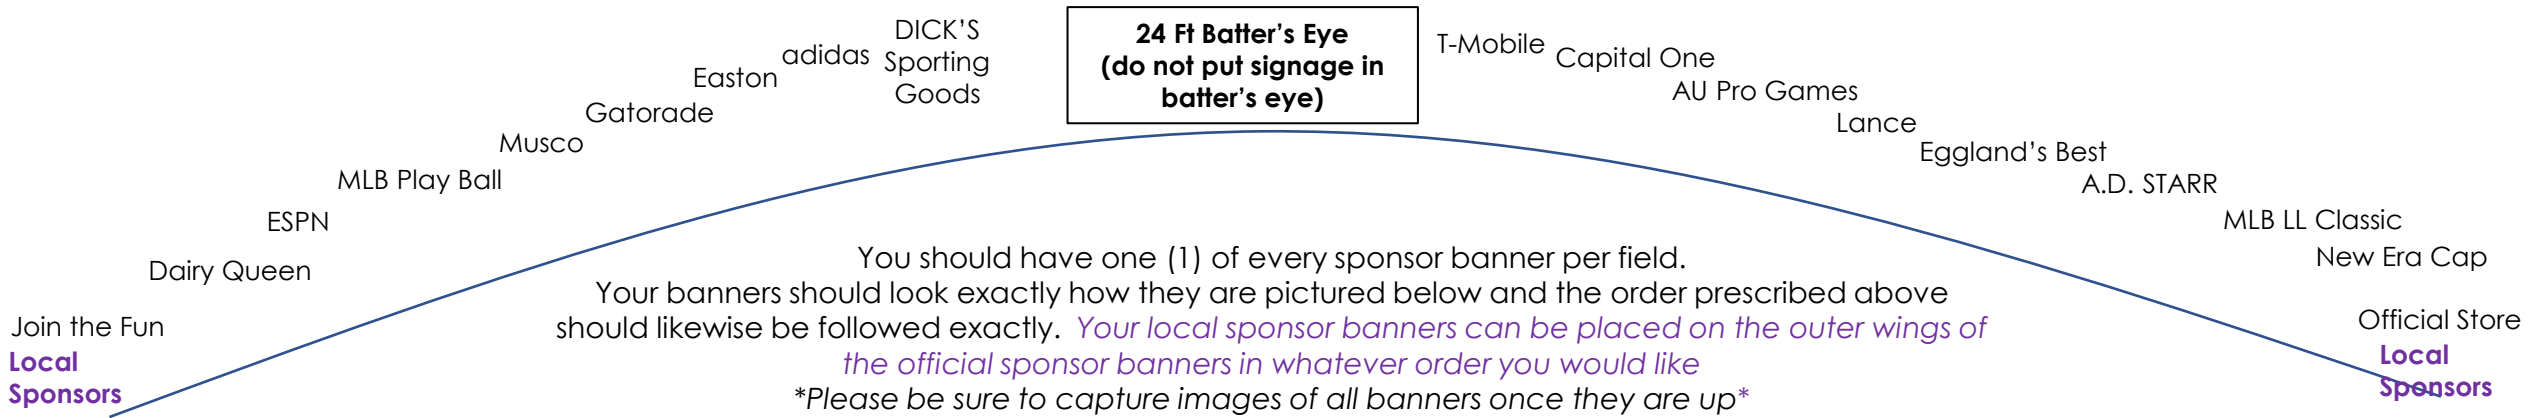 Join the Fun
Local
Sponsors
Dairy Queen
ESPN
MLB Play Ball
Musco
Gatorade
Easton
adidas
DICK’S
Sporting
Goods
24 Ft Batter’s Eye
(do not put signage in
batter’s eye)
T-Mobile
Capital One
AU Pro Games
Lance
Eggland’s Best
A.D. STARR
MLB LL Classic
New Era Cap
Official Store
Local
Sponsors
You should have one (1) of every sponsor banner per field.
Your banners should look exactly how they are pictured below and the order prescribed above
should likewise be followed exactly. Your local sponsor banners can be placed on the outer wings of
the official sponsor banners in whatever order you would like
*Please be sure to capture images of all banners once they are up*